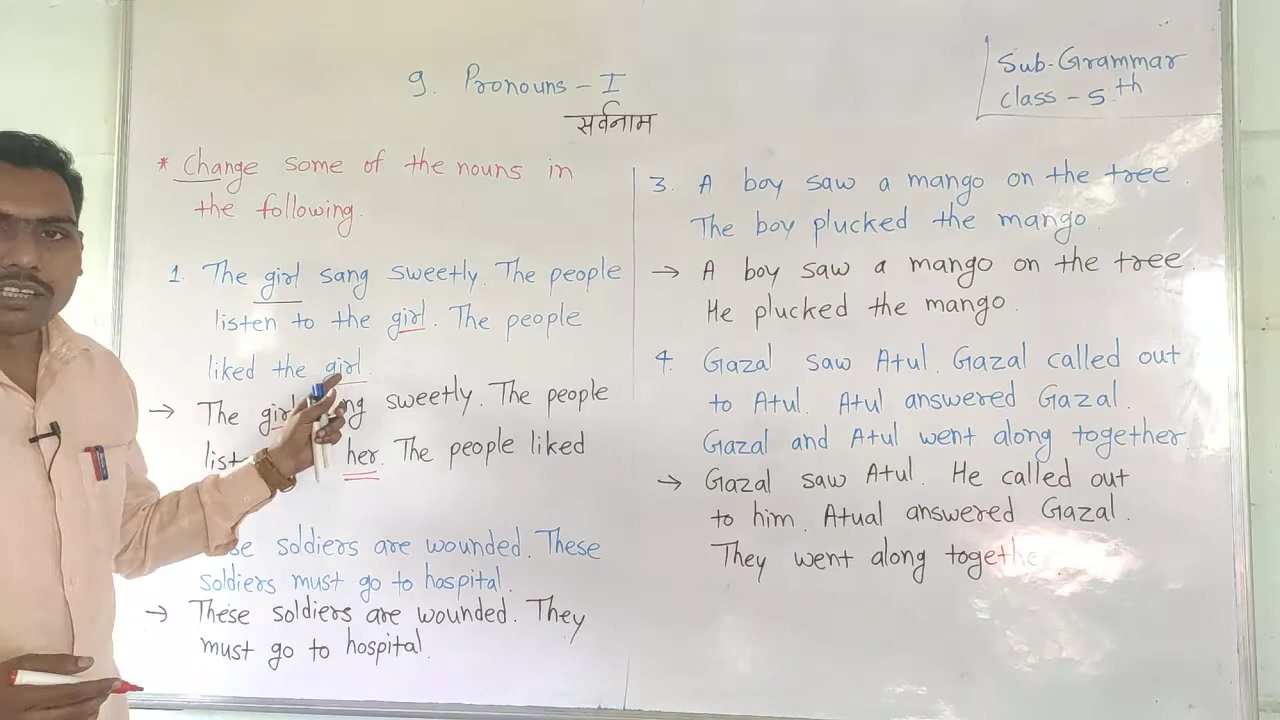 9. Pronouns - I
सर्वनाम
Sub-Grammar
class - 5th
* Change some of the nouns in
the following.
1. The girl sang sweetly. The people
listen to the girl. The people
liked the girl.
→ The girl sweetly. The people
her. The people liked
soldiers are wounded. These
soldiers must go to hospital.
→ These soldiers are wounded. They
must go to hospital.
3. A boy saw a mango on the tree.
The boy plucked the mango.
→ A boy saw a mango on the tree.
He plucked the mango.
4. Gazal saw Atul. Gazal called out
to Atul. Atul answered Gazal.
Gazal and Atul went along together.
→ Gazal saw Atul. He called out
to him. Atual answered Gazal.
They went along together